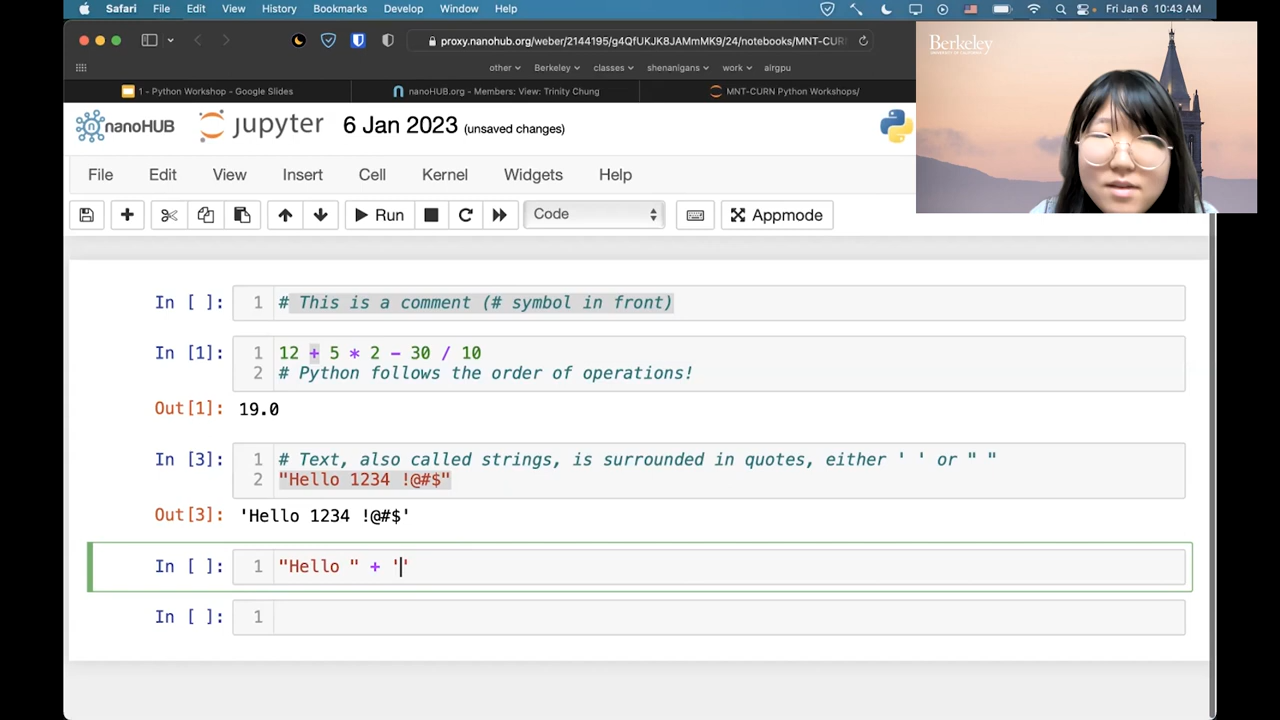 Safari File Edit View History Bookmarks Develop Window Help Fri Jan 6 10:43 AM
proxy.nanohub.org/weber/2144195/g4QfUKJK8JAMmMK9/24/notebooks/MNT-CURN
other Berkeley classes shenanigans work airgpu
1 - Python Workshop - Google Slides nanoHUB.org - Members: View: Trinity Chung MNT-CURN Python Workshops/
Berkeley
nanoHUB jupyter 6 Jan 2023 (unsaved changes)
File Edit View Insert Cell Kernel Widgets Help
Run Code Appmode
In [ ]: 1 # This is a comment (# symbol in front)
In [1]: 1 12 + 5 * 2 - 30 / 10
2 # Python follows the order of operations!
Out[1]: 19.0
In [3]: 1 # Text, also called strings, is surrounded in quotes, either ' ' or " "
2 "Hello 1234 !@#$"
Out[3]: 'Hello 1234 !@#$'
In [ ]: 1 "Hello " + ''
In [ ]: 1